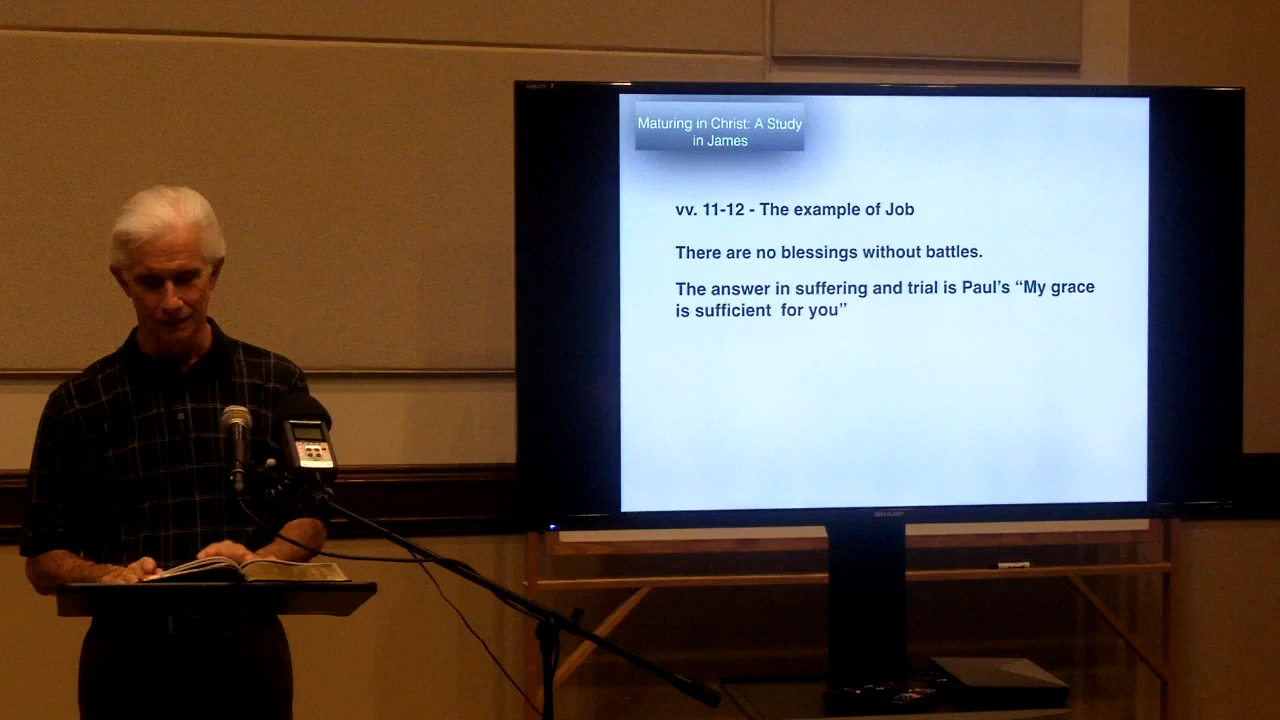 Maturing in Christ: A Study
in James
vv. 11-12 - The example of Job
There are no blessings without battles.
The answer in suffering and trial is Paul’s “My grace
is sufficient  for you”
SHARP